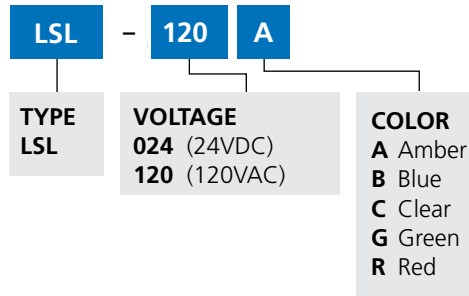 LSL – 120 A
TYPE
LSL
VOLTAGE
024 (24VDC)
120 (120VAC)
COLOR
A Amber
B Blue
C Clear
G Green
R Red